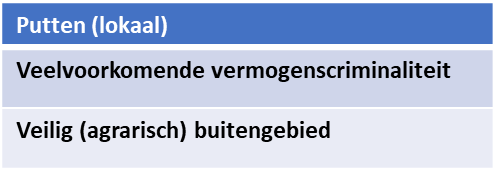 Putten (lokaal)
Veelvoorkomende vermogenscriminaliteit
Veilig (agrarisch) buitengebied